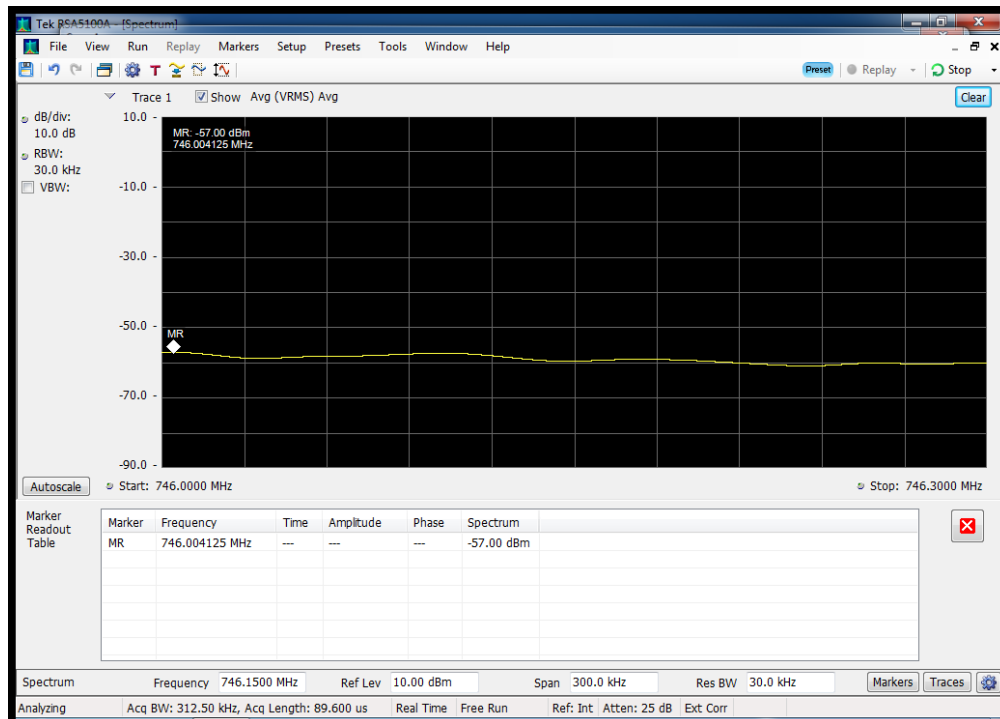 Tek RSA5100A - [Spectrum]
File View Run Replay Markers Setup Presets Tools Window Help
T Preset Replay Stop
Trace 1 Show Avg (VRMS) Avg Clear
dB/div:
10.0 dB
RBW:
30.0 kHz
VBW:
10.0
-10.0
-30.0
-50.0
-70.0
-90.0
MR: -57.00 dBm
746.004125 MHz
MR
Autoscale Start: 746.0000 MHz Stop: 746.3000 MHz
Marker
Readout
Table
Marker Frequency Time Amplitude Phase Spectrum
MR 746.004125 MHz --- --- --- -57.00 dBm
Spectrum Frequency 746.1500 MHz Ref Lev 10.00 dBm Span 300.0 kHz Res BW 30.0 kHz Markers Traces
Analyzing Acq BW: 312.50 kHz, Acq Length: 89.600 us Real Time Free Run Ref: Int Atten: 25 dB Ext Corr